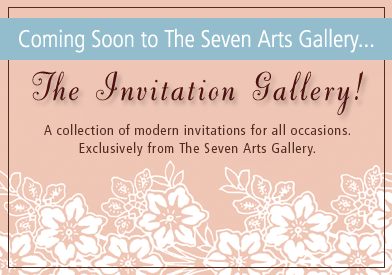 Coming Soon to The Seven Arts Gallery...
The Invitation Gallery!
A collection of modern invitations for all occasions.
Exclusively from The Seven Arts Gallery.